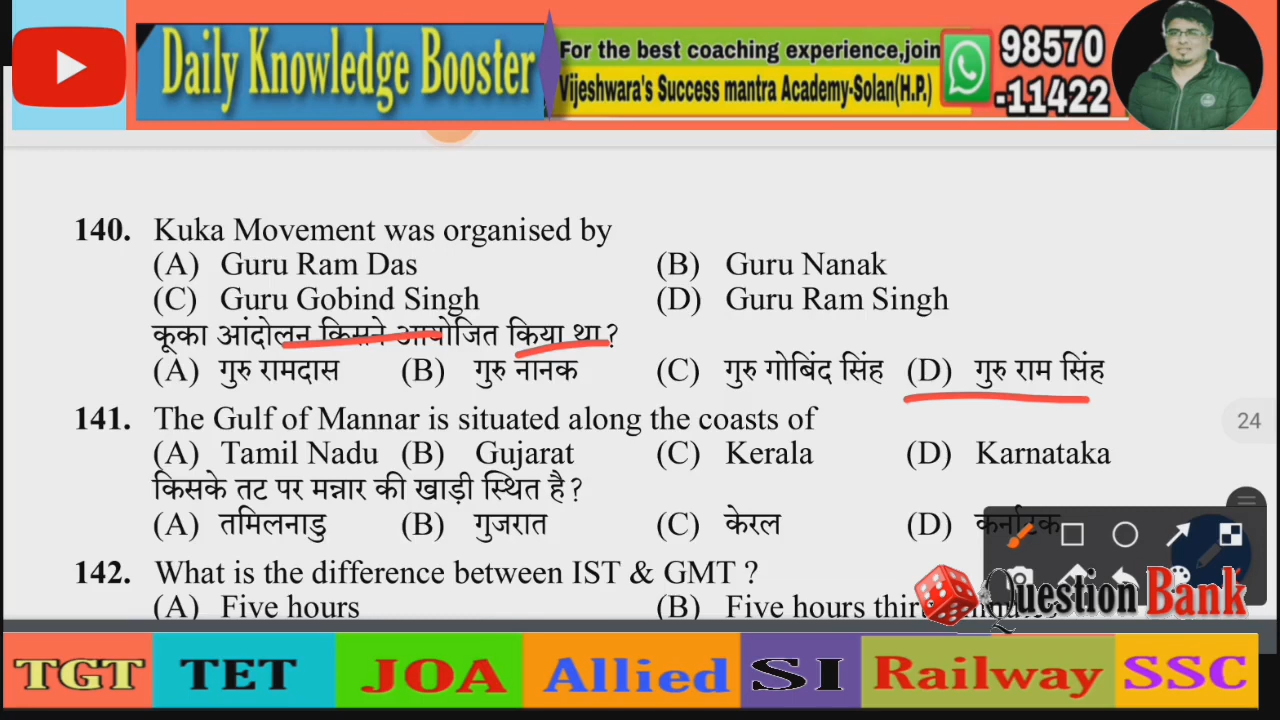 Daily Knowledge Booster
For the best coaching experience,join
Vijeshwara's Success mantra Academy-Solan(H.P.)
98570
-11422
140. Kuka Movement was organised by
(A) Guru Ram Das (B) Guru Nanak
(C) Guru Gobind Singh (D) Guru Ram Singh
कूका आंदोलन किसने आयोजित किया था ?
(A) गुरु रामदास (B) गुरु नानक (C) गुरु गोबिंद सिंह (D) गुरु राम सिंह
141. The Gulf of Mannar is situated along the coasts of
24
(A) Tamil Nadu (B) Gujarat (C) Kerala (D) Karnataka
किसके तट पर मन्नार की खाड़ी स्थित है ?
(A) तमिलनाडु (B) गुजरात (C) केरल (D) कर्नाटक
142. What is the difference between IST & GMT ?
(A) Five hours (B) Five hours thirty minutes
Question Bank
TGT TET JOA Allied SI Railway SSC